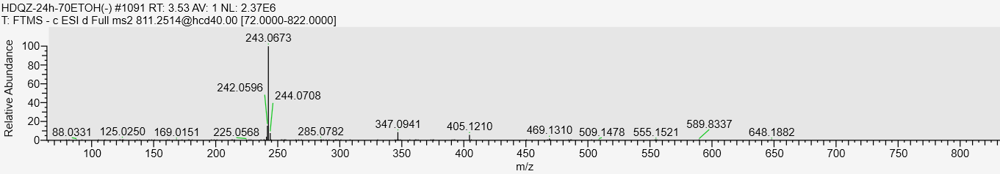 HDQZ-24h-70ETOH(-) #1091 RT: 3.53 AV: 1 NL: 2.37E6
T: FTMS - c ESI d Full ms2 811.2514@hcd40.00 [72.0000-822.0000]
243.0673
242.0596
244.0708
88.0331 125.0250 169.0151 225.0568 285.0782 347.0941 405.1210 469.1310 509.1478 555.1521 589.8337 648.1882
Relative Abundance
100
80
60
40
20
0
100 150 200 250 300 350 400 450 500 550 600 650 700 750 800
m/z